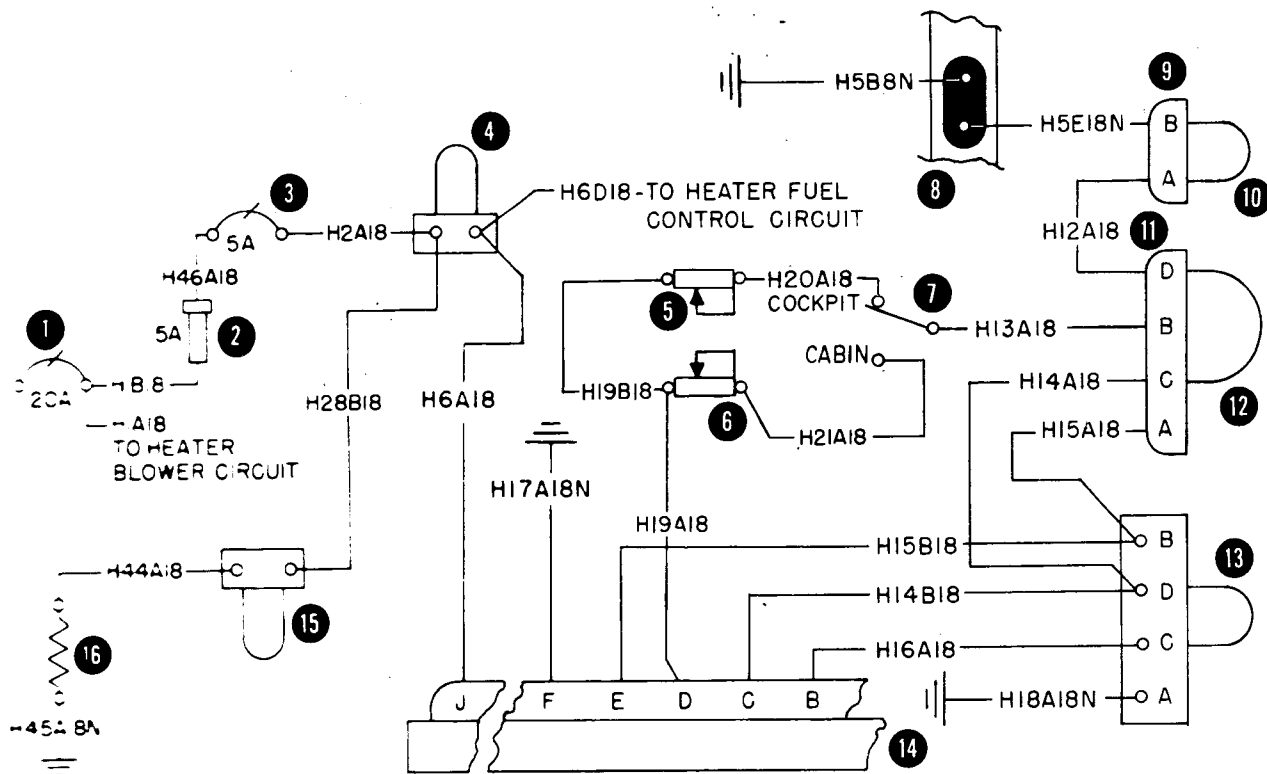 9
H5B8N
H5E18N
B
A
4
8
10
3
H6D18-TO HEATER FUEL
CONTROL CIRCUIT
5A
H2A18
H12A18
11
H46A18
D
H20A18
7
5
COCKPIT
1
5A
2
H13A18
B
CABIN
20A
H14A18
C
H28B18
H6A18
H19B18
12
6
TO HEATER
BLOWER CIRCUIT
H21A18
H15A18
A
H17A18N
H19A18
H15B18
B
13
H44A18
H14B18
D
15
16
H16A18
C
J
F
E
D
C
B
H18A18N
A
14